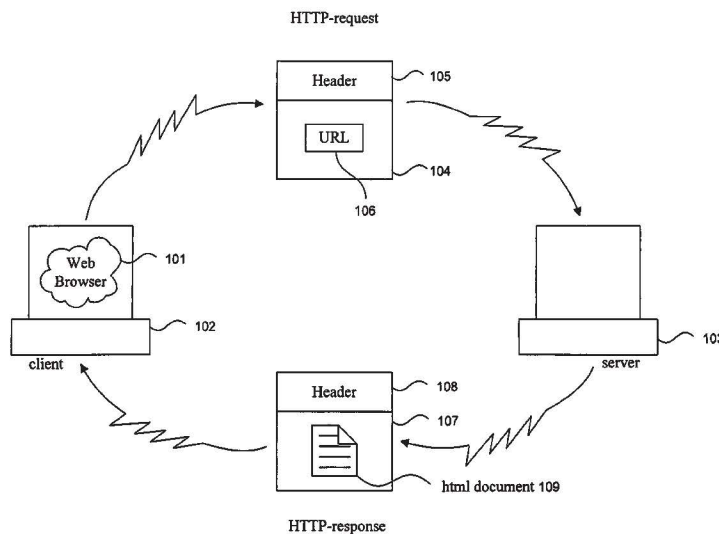 HTTP-request
Header
105
URL
104
106
Web
Browser
101
102
client
103
server
Header
108
107
html document 109
HTTP-response